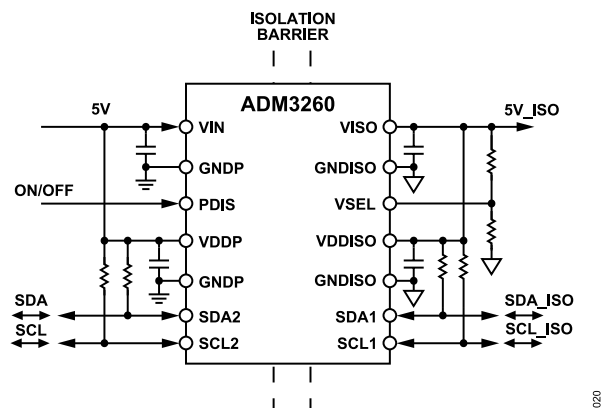 ISOLATION
BARRIER
ADM3260
5V
VIN
VISO
5V_ISO
GNDP
GNDISO
ON/OFF
PDIS
VSEL
VDDP
VDDISO
GNDP
GNDISO
SDA
SDA2
SDA1
SDA_ISO
SCL
SCL2
SCL1
SCL_ISO
020